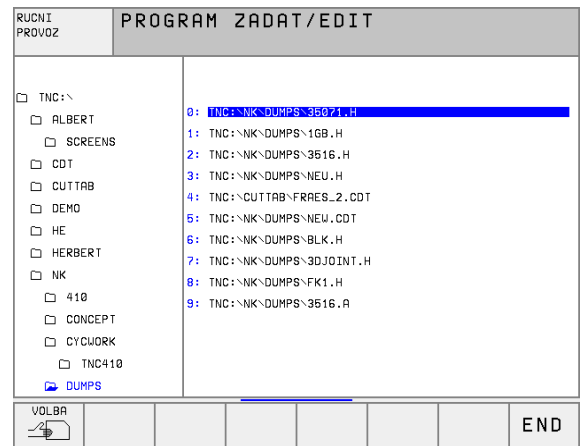 RUCNI
PROVOZ
PROGRAM ZADAT/EDIT
TNC:\
ALBERT
SCREENS
CDT
CUTTAB
DEMO
HE
HERBERT
NK
410
CONCEPT
CYCWORK
TNC410
DUMPS
0: TNC:\NK\DUMPS\35071.H
1: TNC:\NK\DUMPS\1GB.H
2: TNC:\NK\DUMPS\3516.H
3: TNC:\NK\DUMPS\NEU.H
4: TNC:\CUTTAB\FRAES_2.CDT
5: TNC:\NK\DUMPS\NEW.CDT
6: TNC:\NK\DUMPS\BLK.H
7: TNC:\NK\DUMPS\3DJOINT.H
8: TNC:\NK\DUMPS\FK1.H
9: TNC:\NK\DUMPS\3516.A
VOLBA
END